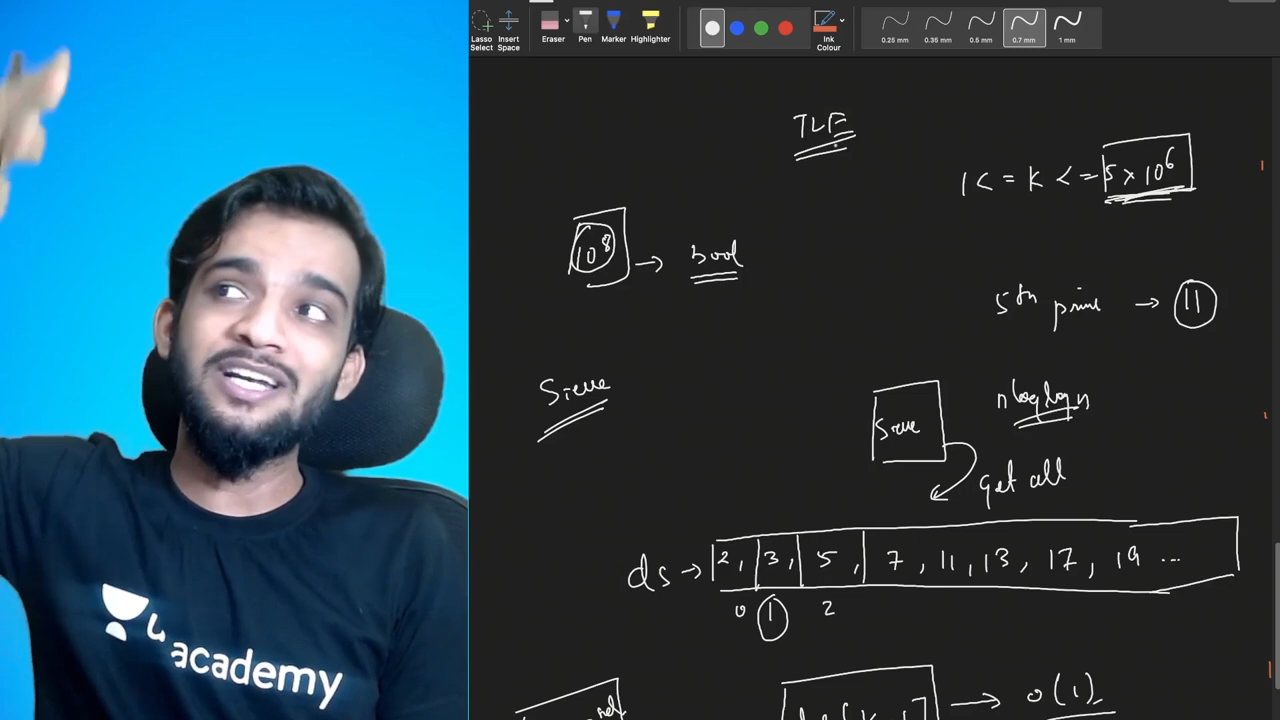 Lasso Select
Insert Space
Eraser
Pen
Marker
Highlighter
Ink Colour
0.25 mm
0.35 mm
0.5 mm
0.7 mm
1 mm
TLE
1 <= K <= 5 x 10^6
10^8 → bool
5th prime → 11
Sieve
Sieve
n log log n
get all
ds → 2, 3, 5, 7, 11, 13, 17, 19 ...
0 1 2
→ O(1)
academy